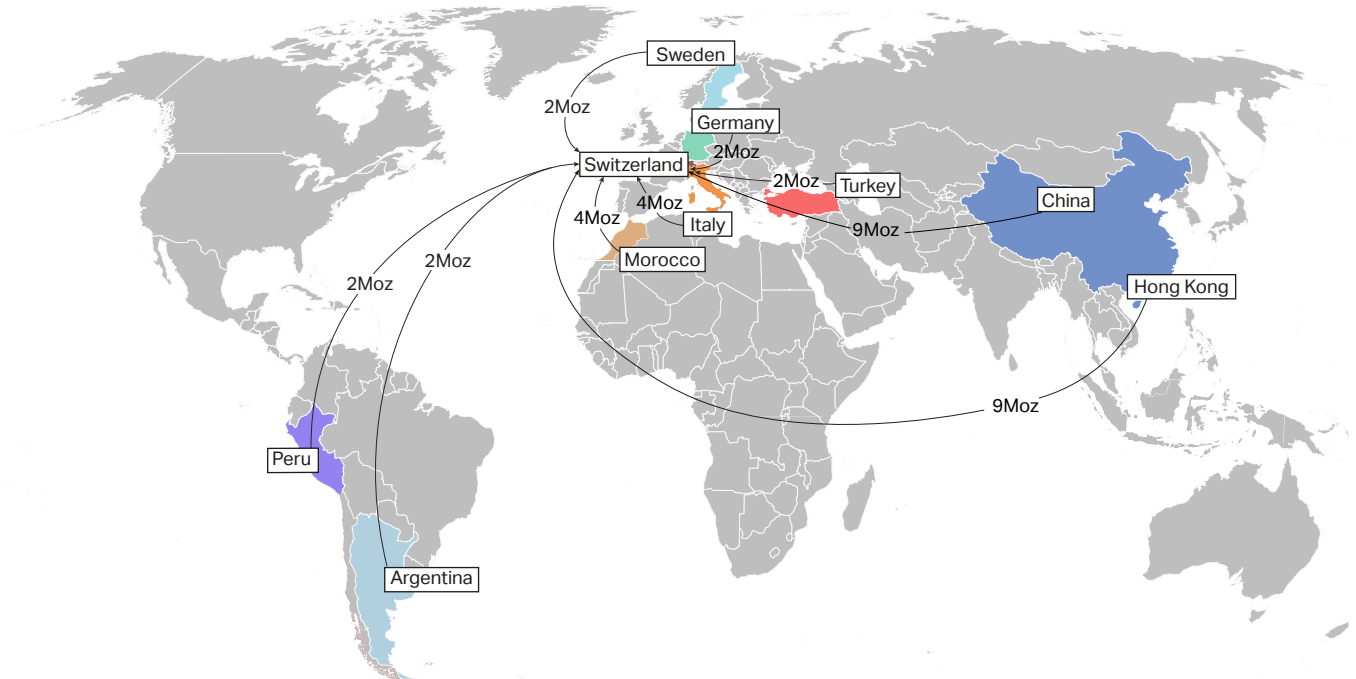 Sweden
2Moz
Germany
2Moz
Switzerland
2Moz
Turkey
4Moz
China
4Moz
Italy
9Moz
Morocco
2Moz
2Moz
Hong Kong
9Moz
Peru
Argentina